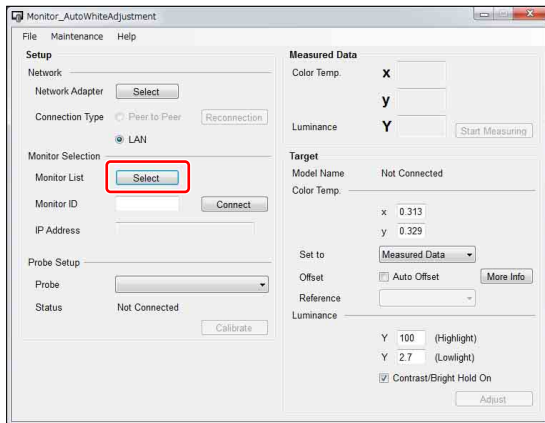 Monitor_AutoWhiteAdjustment
File Maintenance Help
Setup
Network
Network Adapter Select
Connection Type Peer to Peer Reconnection
LAN
Monitor Selection
Monitor List Select
Monitor ID Connect
IP Address
Probe Setup
Probe
Status Not Connected
Calibrate
Measured Data
Color Temp. x
y
Luminance Y Start Measuring
Target
Model Name Not Connected
Color Temp.
x 0.313
y 0.329
Set to Measured Data
Offset Auto Offset More Info
Reference
Luminance
Y 100 (Highlight)
Y 2.7 (Lowlight)
Contrast/Bright Hold On
Adjust